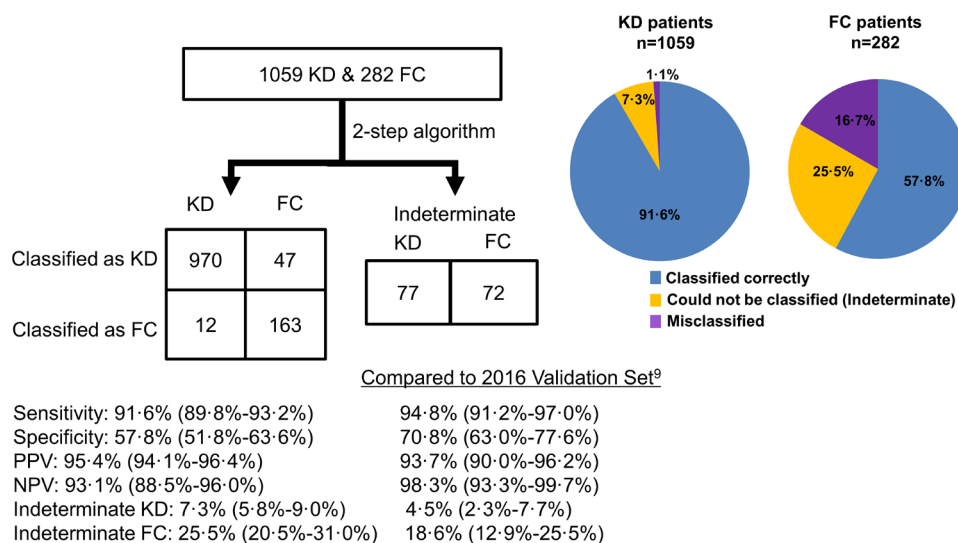 1059 KD & 282 FC
2-step algorithm
KD FC
Classified as KD 970 47
Classified as FC 12 163
Indeterminate
KD FC
77 72
KD patients
n=1059
1·1%
7·3%
91·6%
FC patients
n=282
16·7%
25·5%
57·8%
Classified correctly
Could not be classified (Indeterminate)
Misclassified
Compared to 2016 Validation Set⁹
Sensitivity: 91·6% (89·8%-93·2%) 94·8% (91·2%-97·0%)
Specificity: 57·8% (51·8%-63·6%) 70·8% (63·0%-77·6%)
PPV: 95·4% (94·1%-96·4%) 93·7% (90·0%-96·2%)
NPV: 93·1% (88·5%-96·0%) 98·3% (93·3%-99·7%)
Indeterminate KD: 7·3% (5·8%-9·0%) 4·5% (2·3%-7·7%)
Indeterminate FC: 25·5% (20·5%-31·0%) 18·6% (12·9%-25·5%)